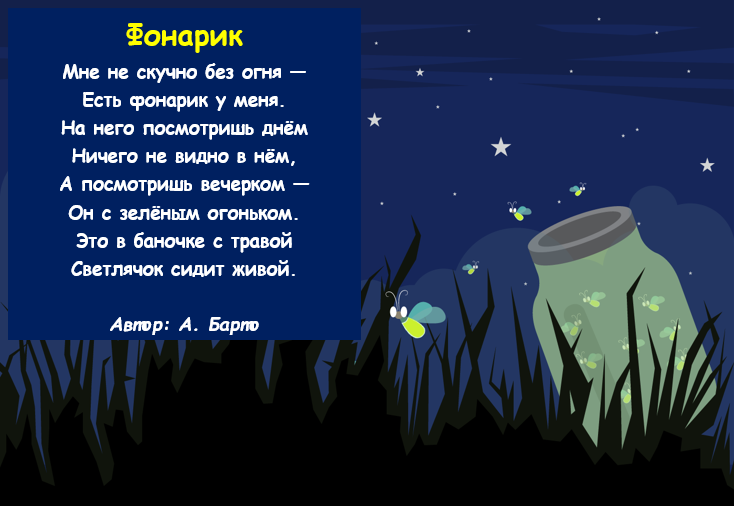 Фонарик
Мне не скучно без огня —
Есть фонарик у меня.
На него посмотришь днём
Ничего не видно в нём,
А посмотришь вечерком —
Он с зелёным огоньком.
Это в баночке с травой
Светлячок сидит живой.
Автор: А. Барто